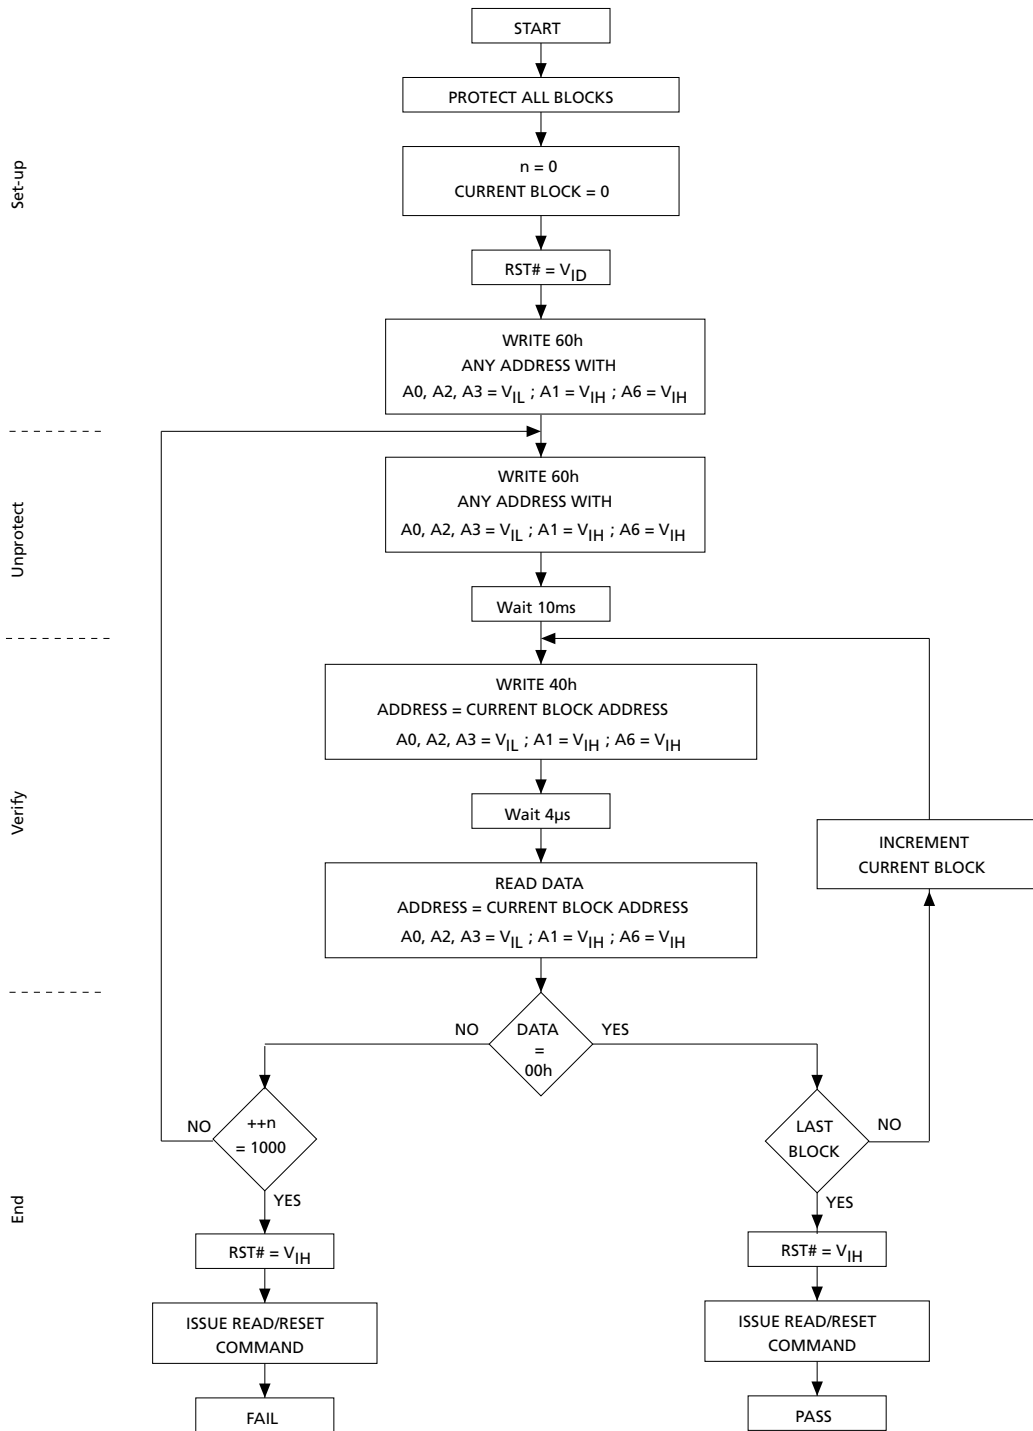 START
PROTECT ALL BLOCKS
Set-up
n = 0
CURRENT BLOCK = 0
RST# = VID
WRITE 60h
ANY ADDRESS WITH
A0, A2, A3 = VIL ; A1 = VIH ; A6 = VIH
Unprotect
WRITE 60h
ANY ADDRESS WITH
A0, A2, A3 = VIL ; A1 = VIH ; A6 = VIH
Wait 10ms
Verify
WRITE 40h
ADDRESS = CURRENT BLOCK ADDRESS
A0, A2, A3 = VIL ; A1 = VIH ; A6 = VIH
Wait 4µs
INCREMENT
CURRENT BLOCK
READ DATA
ADDRESS = CURRENT BLOCK ADDRESS
A0, A2, A3 = VIL ; A1 = VIH ; A6 = VIH
End
NO
DATA
=
00h
YES
NO
++n
= 1000
LAST
BLOCK
NO
YES
YES
RST# = VIH
RST# = VIH
ISSUE READ/RESET
COMMAND
ISSUE READ/RESET
COMMAND
FAIL
PASS